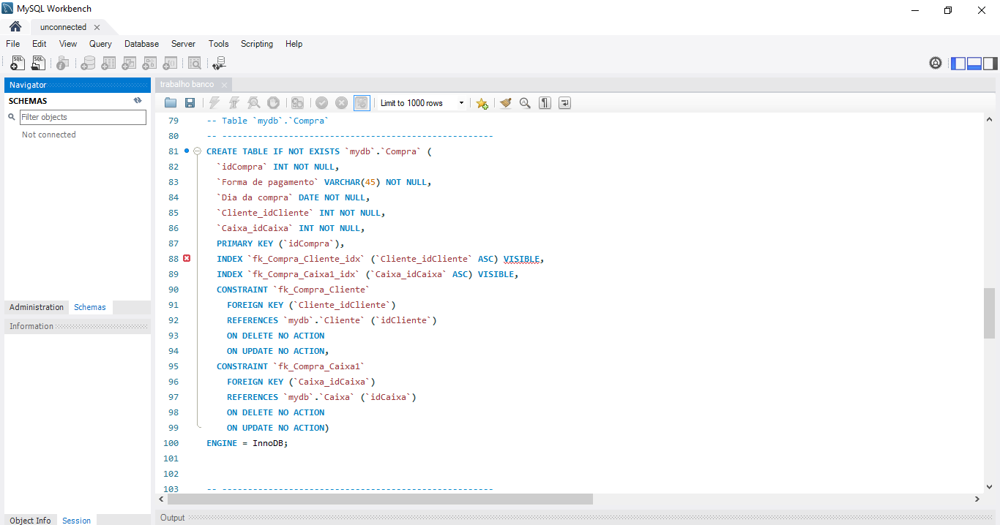 MySQL Workbench
unconnected
File Edit View Query Database Server Tools Scripting Help
SQL SQL
Navigator
SCHEMAS
Filter objects
Not connected
Administration Schemas
Information
Object Info Session
trabalho banco
Limit to 1000 rows
79 -- Table `mydb`.`Compra`
80 -- -----------------------------------------------------
81 CREATE TABLE IF NOT EXISTS `mydb`.`Compra` (
82 `idCompra` INT NOT NULL,
83 `Forma de pagamento` VARCHAR(45) NOT NULL,
84 `Dia da compra` DATE NOT NULL,
85 `Cliente_idCliente` INT NOT NULL,
86 `Caixa_idCaixa` INT NOT NULL,
87 PRIMARY KEY (`idCompra`),
88 INDEX `fk_Compra_Cliente_idx` (`Cliente_idCliente` ASC) VISIBLE,
89 INDEX `fk_Compra_Caixa1_idx` (`Caixa_idCaixa` ASC) VISIBLE,
90 CONSTRAINT `fk_Compra_Cliente`
91 FOREIGN KEY (`Cliente_idCliente`)
92 REFERENCES `mydb`.`Cliente` (`idCliente`)
93 ON DELETE NO ACTION
94 ON UPDATE NO ACTION,
95 CONSTRAINT `fk_Compra_Caixa1`
96 FOREIGN KEY (`Caixa_idCaixa`)
97 REFERENCES `mydb`.`Caixa` (`idCaixa`)
98 ON DELETE NO ACTION
99 ON UPDATE NO ACTION)
100 ENGINE = InnoDB;
101
102
103 -- -----------------------------------------------------
Output